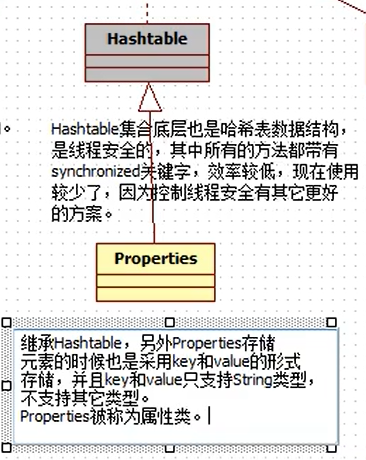 Hashtable
。
Hashtable集合底层也是哈希表数据结构，
是线程安全的，其中所有的方法都带有
synchronized关键字，效率较低，现在使用
较少了，因为控制线程安全有其它更好
的方案。
Properties
继承Hashtable，另外Properties存储
元素的时候也是采用key和value的形式
存储，并且key和value只支持String类型，
不支持其它类型。
Properties被称为属性类。